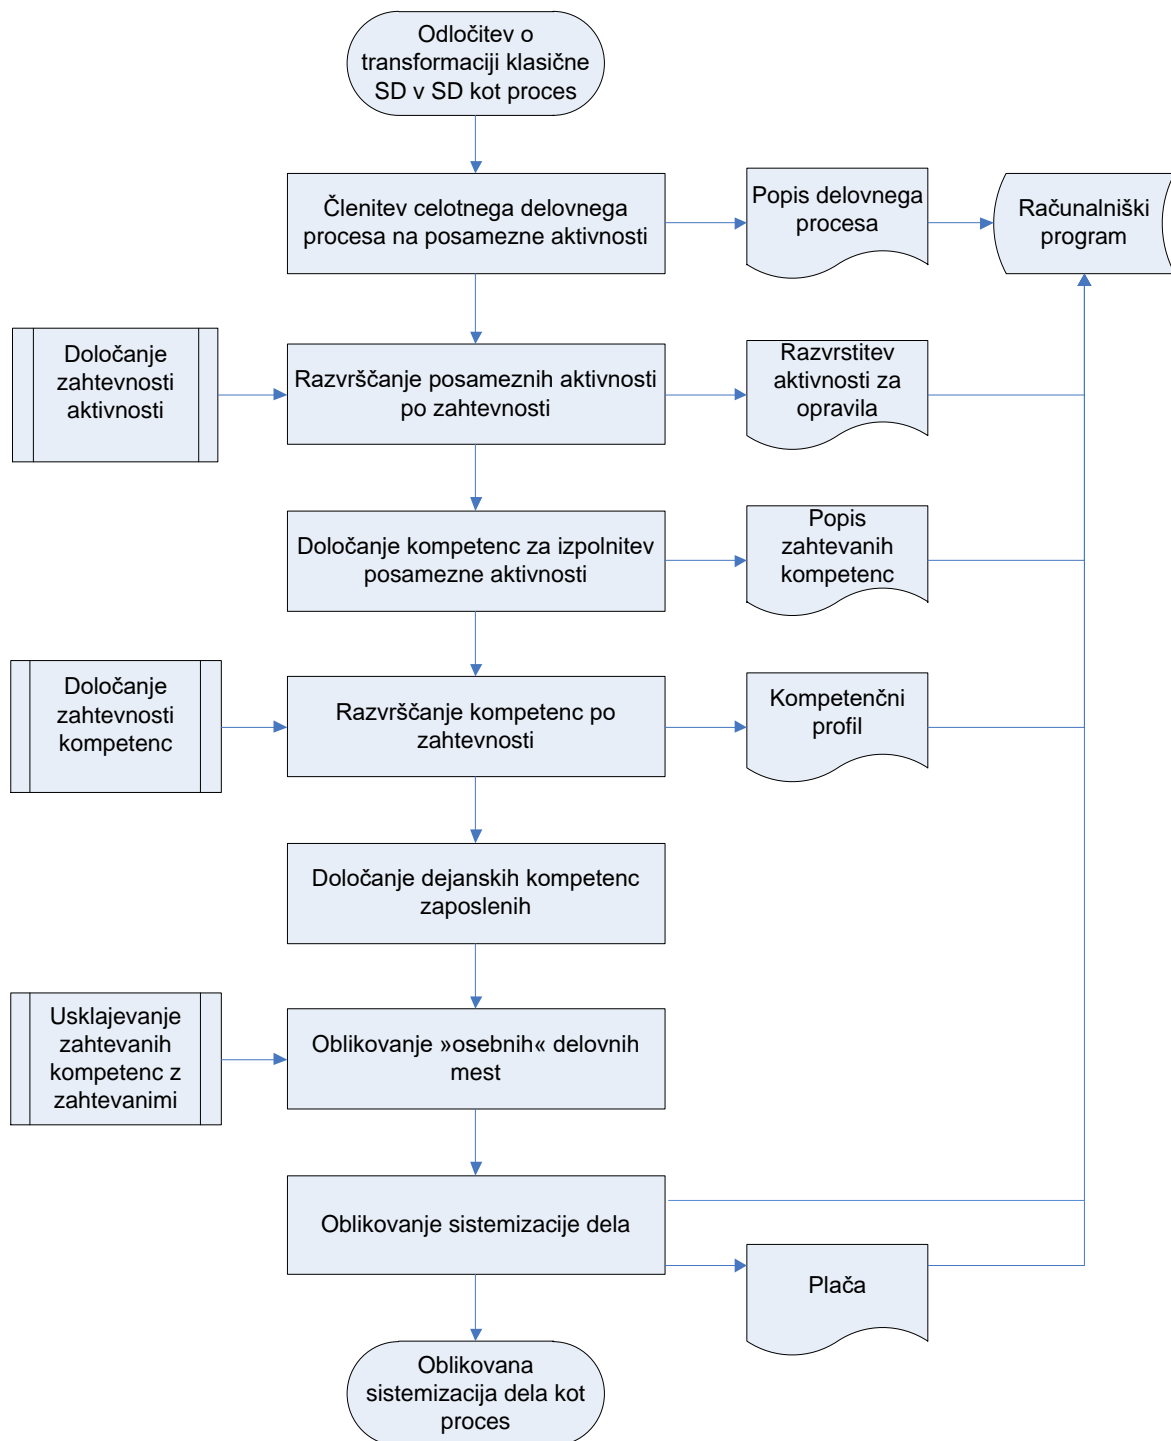 Odločitev o
transformaciji klasične
SD v SD kot proces
Členitev celotnega delovnega
procesa na posamezne aktivnosti
Popis delovnega
procesa
Računalniški
program
Določanje
zahtevnosti
aktivnosti
Razvrščanje posameznih aktivnosti
po zahtevnosti
Razvrstitev
aktivnosti za
opravila
Določanje kompetenc za izpolnitev
posamezne aktivnosti
Popis
zahtevanih
kompetenc
Določanje
zahtevnosti
kompetenc
Razvrščanje kompetenc po
zahtevnosti
Kompetenčni
profil
Določanje dejanskih kompetenc
zaposlenih
Usklajevanje
zahtevanih
kompetenc z
zahtevanimi
Oblikovanje »osebnih« delovnih
mest
Oblikovanje sistemizacije dela
Plača
Oblikovana
sistemizacija dela kot
proces